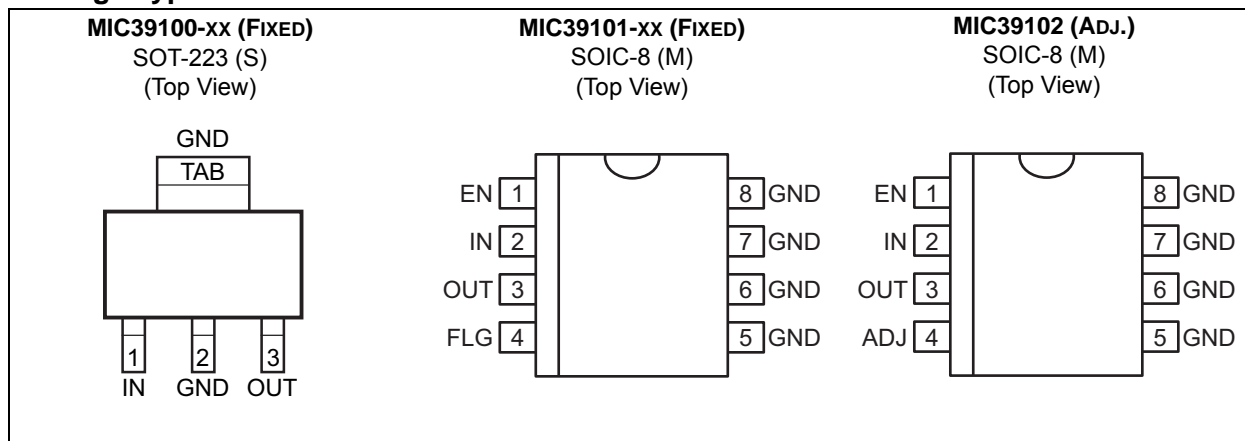 MIC39100-XX (FIXED)
SOT-223 (S)
(Top View)
GND
TAB
1
2
3
IN
GND
OUT
MIC39101-XX (FIXED)
SOIC-8 (M)
(Top View)
EN 1
8 GND
IN 2
7 GND
OUT 3
6 GND
FLG 4
5 GND
MIC39102 (ADJ.)
SOIC-8 (M)
(Top View)
EN 1
8 GND
IN 2
7 GND
OUT 3
6 GND
ADJ 4
5 GND